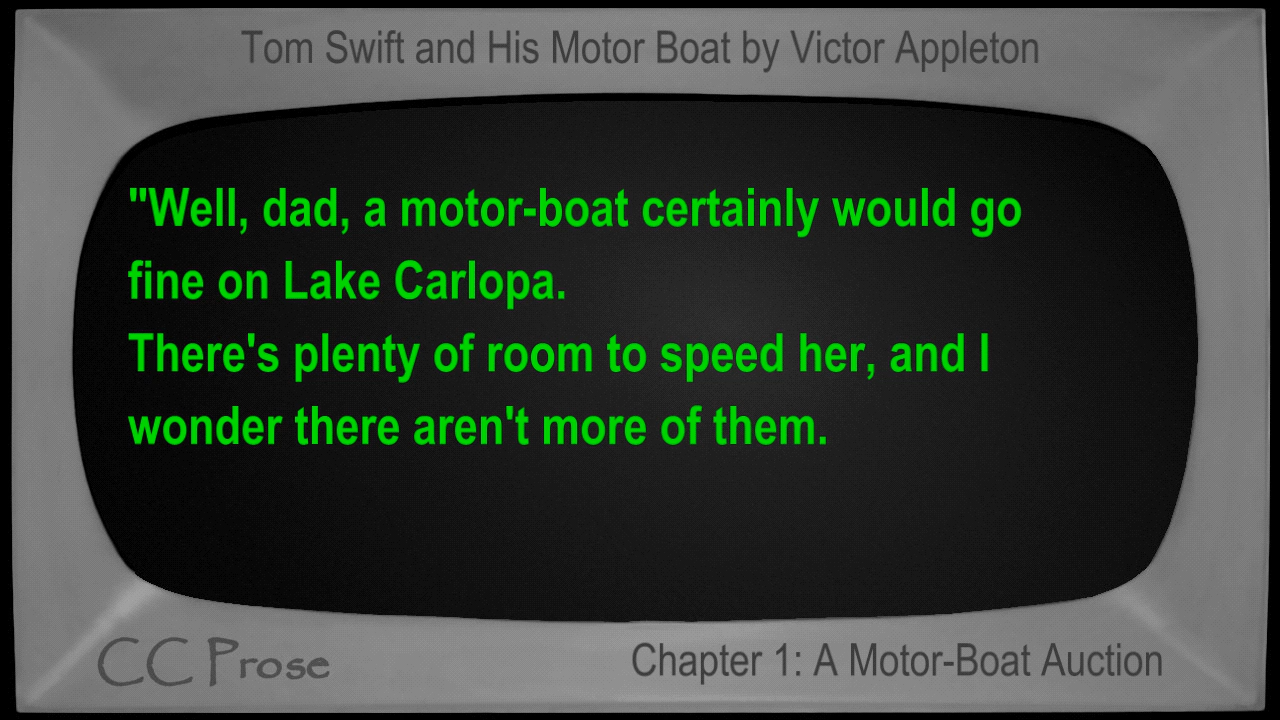 Tom Swift and His Motor Boat by Victor Appleton
"Well, dad, a motor-boat certainly would go
fine on Lake Carlopa.
There's plenty of room to speed her, and I
wonder there aren't more of them.
CC Prose
Chapter 1: A Motor-Boat Auction